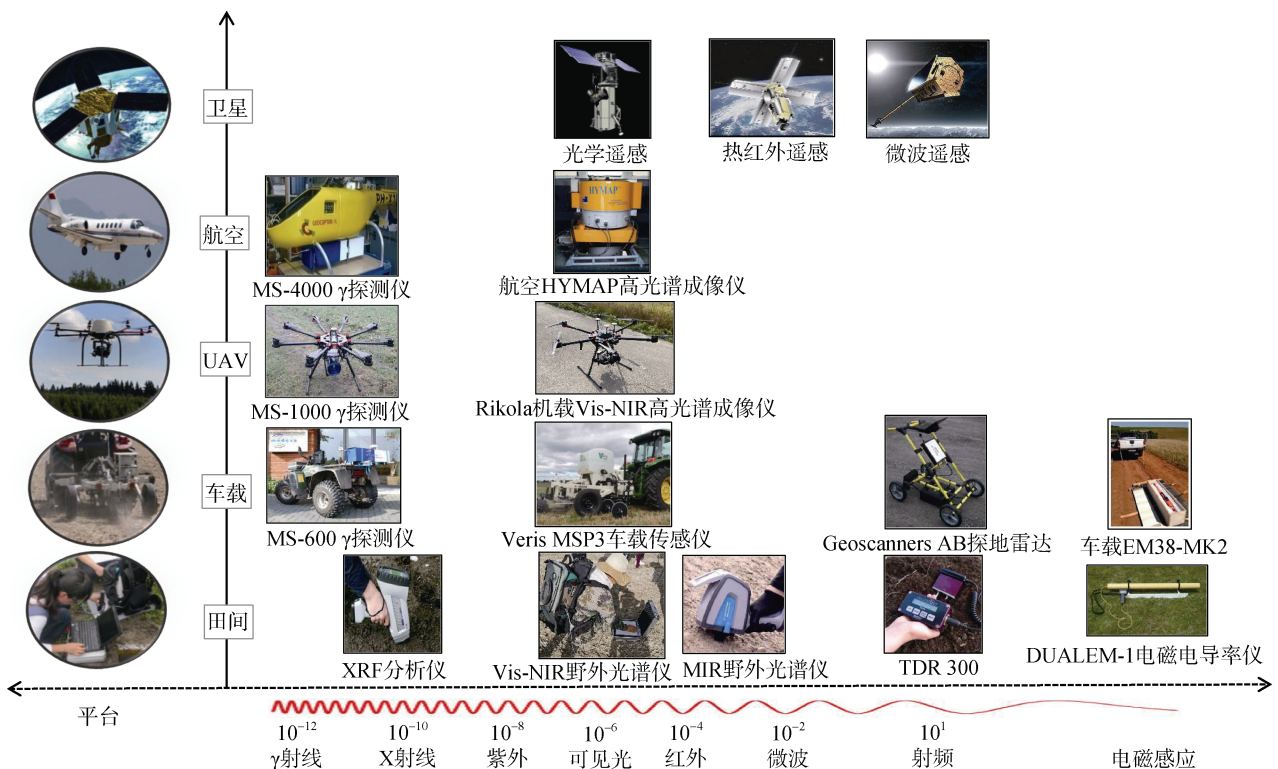 卫星
光学遥感
热红外遥感
微波遥感
航空
HYMAP
MS-4000 γ探测仪
航空HYMAP高光谱成像仪
UAV
MS-1000 γ探测仪
Rikola机载Vis-NIR高光谱成像仪
车载
MS-600 γ探测仪
Veris MSP3车载传感仪
Geoscanners AB探地雷达
车载EM38-MK2
田间
XRF分析仪
Vis-NIR野外光谱仪
MIR野外光谱仪
TDR 300
DUALEM-1电磁电导率仪
平台
10⁻¹² 10⁻¹⁰ 10⁻⁸ 10⁻⁶ 10⁻⁴ 10⁻² 10¹
γ射线 X射线 紫外 可见光 红外 微波 射频 电磁感应